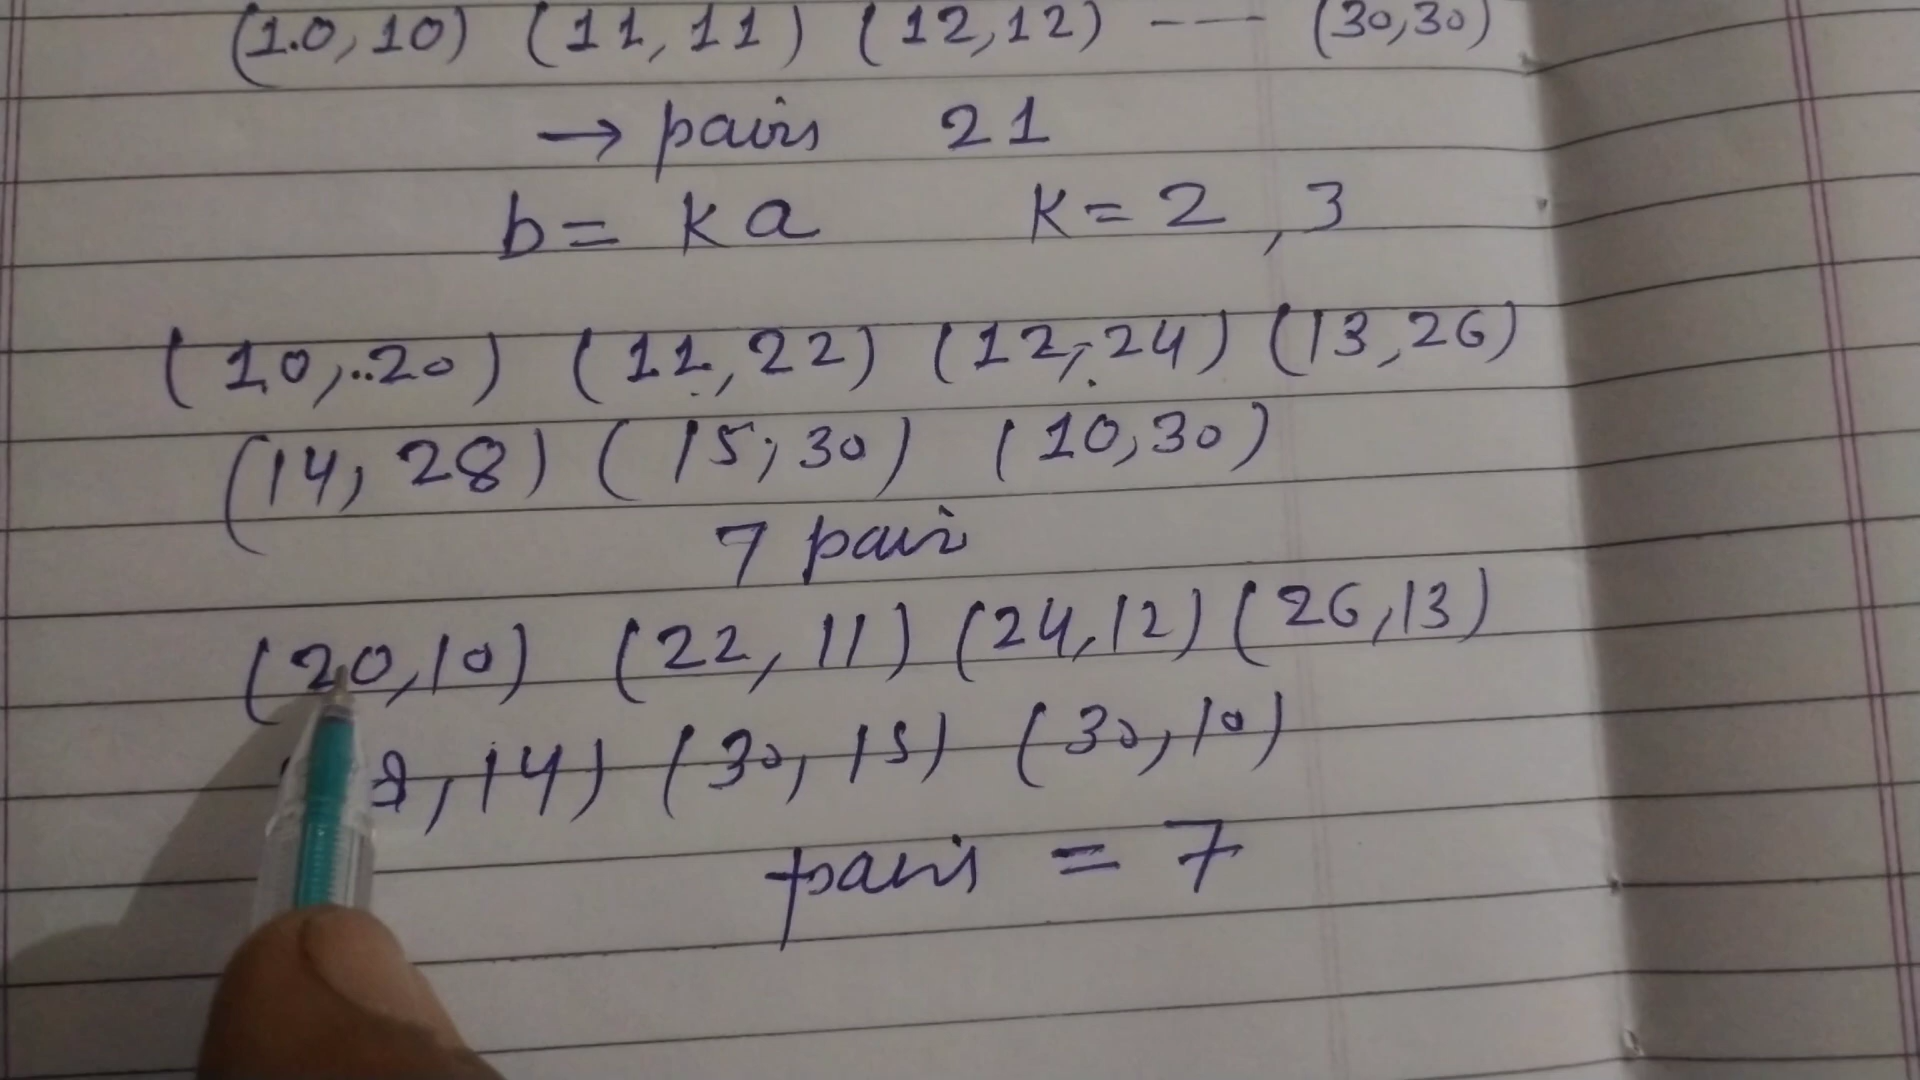 (10,10) (11,11) (12,12) --- (30,30)
→ pairs 21
b = ka K = 2, 3
(10,20) (11,22) (12,24) (13,26)
(14, 28) (15,30) (10,30)
7 pair
(20,10) (22,11) (24,12) (26,13)
,14) (30,15) (30,10)
pairs = 7